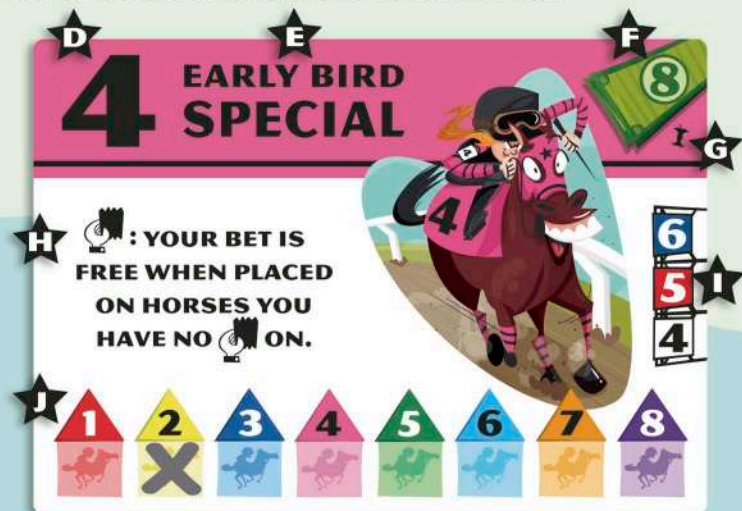 D
E
F
4
EARLY BIRD
SPECIAL
8
G
4
4
H
: YOUR BET IS
FREE WHEN PLACED
ON HORSES YOU
HAVE NO ON.
6
5
I
4
J
1 2 3 4 5 6 7 8
X